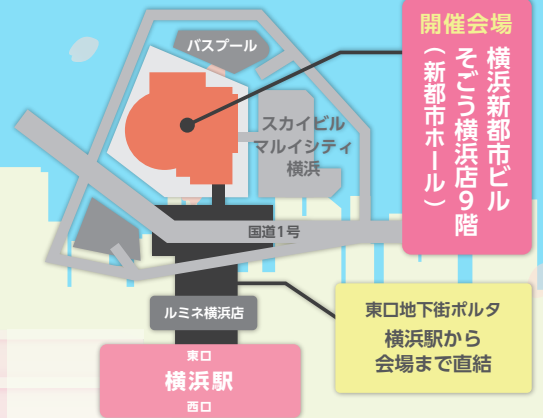 開催会場
横浜新都市ビル
そごう横浜店9階
（新都市ホール）
バスプール
スカイビル
マルイシティ
横浜
国道1号
ルミネ横浜店
東口地下街ポルタ
横浜駅から
会場まで直結
東口
横浜駅
西口